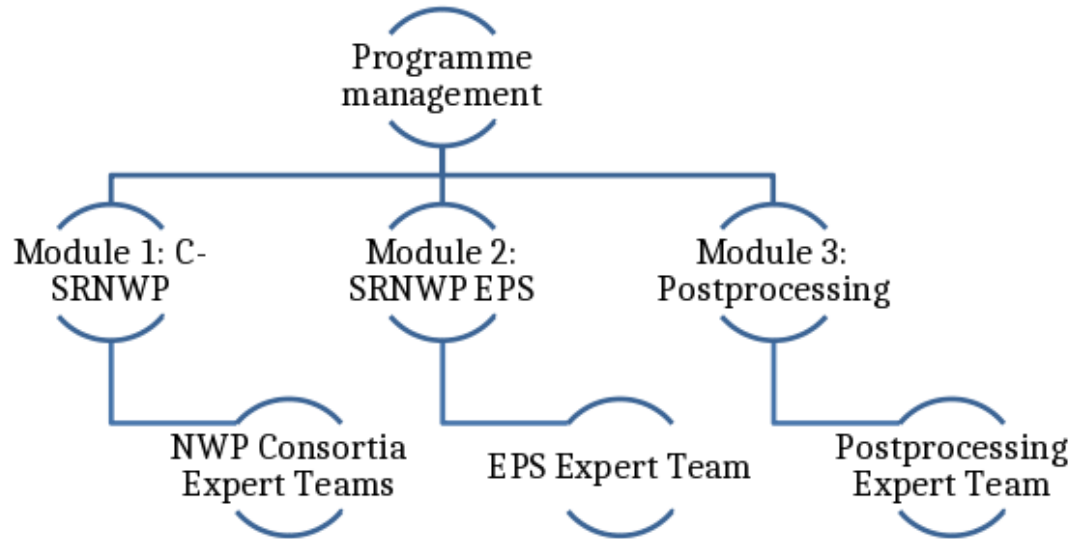 Programme
management
Module 1: C-
SRNWP
Module 2:
SRNWP EPS
Module 3:
Postprocessing
NWP Consortia
Expert Teams
EPS Expert Team
Postprocessing
Expert Team